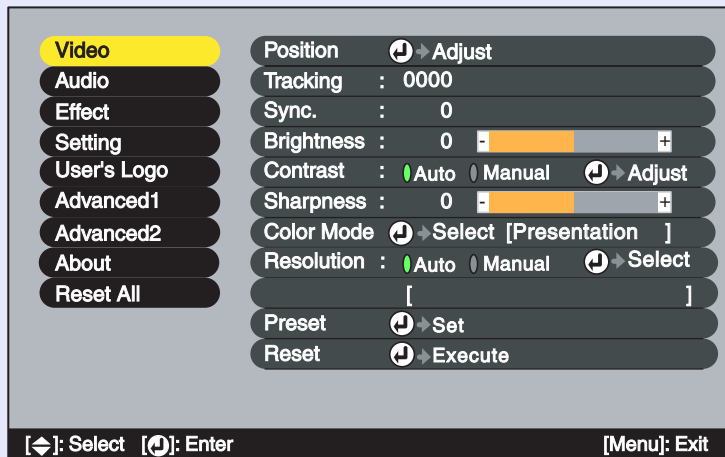 Video
Audio
Effect
Setting
User's Logo
Advanced1
Advanced2
About
Reset All
Position Adjust
Tracking : 0000
Sync. : 0
Brightness : 0 - +
Contrast : Auto Manual Adjust
Sharpness : 0 - +
Color Mode Select [Presentation ]
Resolution : Auto Manual Select
[ ]
Preset Set
Reset Execute
[ ]: Select [ ]: Enter [Menu]: Exit